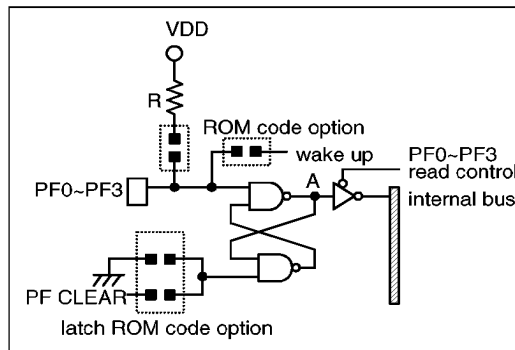 VDD
R
ROM code option
wake up
PF0~PF3
read control
A
PF0~PF3
internal bus
PF CLEAR
latch ROM code option